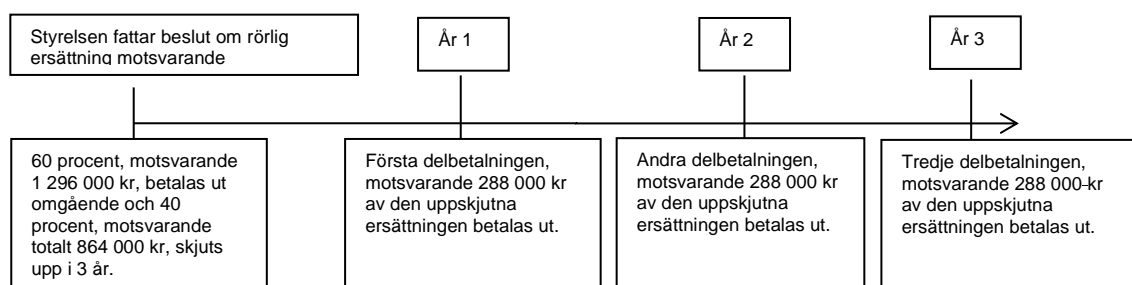 Styrelsen fattar beslut om rörlig
ersättning motsvarande
År 1
År 2
År 3
60 procent, motsvarande
1 296 000 kr, betalas ut
omgående och 40
procent, motsvarande
totalt 864 000 kr, skjuts
upp i 3 år.
Första delbetalningen,
motsvarande 288 000 kr
av den uppskjutna
ersättningen betalas ut.
Andra delbetalningen,
motsvarande 288 000 kr
av den uppskjutna
ersättningen betalas ut.
Tredje delbetalningen,
motsvarande 288 000-kr
av den uppskjutna
ersättningen betalas ut.